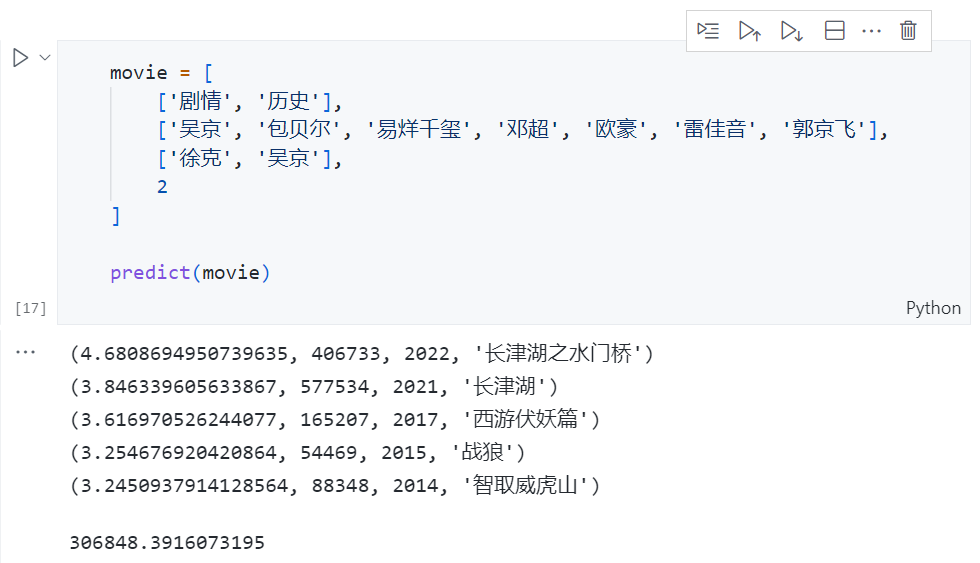 movie = [
['剧情', '历史'],
['吴京', '包贝尔', '易烊千玺', '邓超', '欧豪', '雷佳音', '郭京飞'],
['徐克', '吴京'],
2
]
predict(movie)
[17]
Python
(4.6808694950739635, 406733, 2022, '长津湖之水门桥')
(3.846339605633867, 577534, 2021, '长津湖')
(3.616970526244077, 165207, 2017, '西游伏妖篇')
(3.254676920420864, 54469, 2015, '战狼')
(3.2450937914128564, 88348, 2014, '智取威虎山')
306848.3916073195